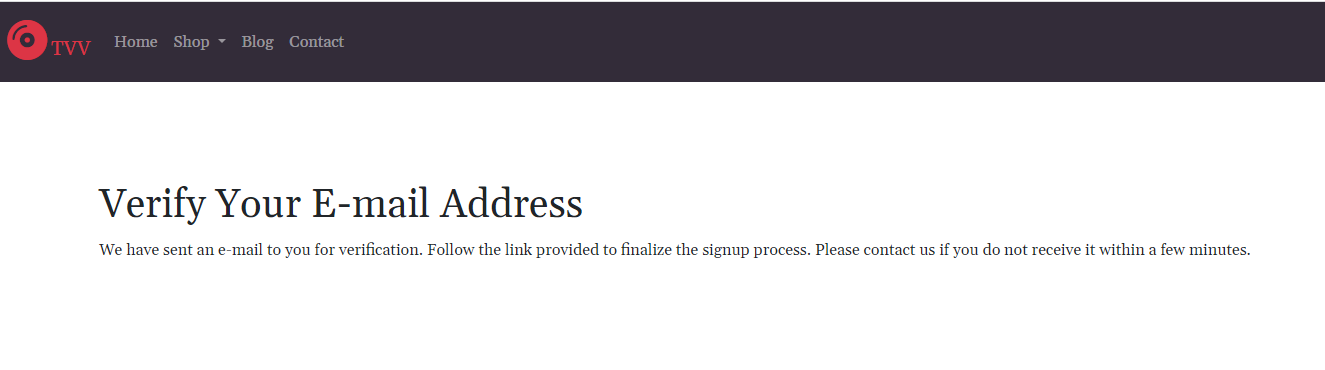 TVV Home Shop Blog Contact
Verify Your E-mail Address
We have sent an e-mail to you for verification. Follow the link provided to finalize the signup process. Please contact us if you do not receive it within a few minutes.